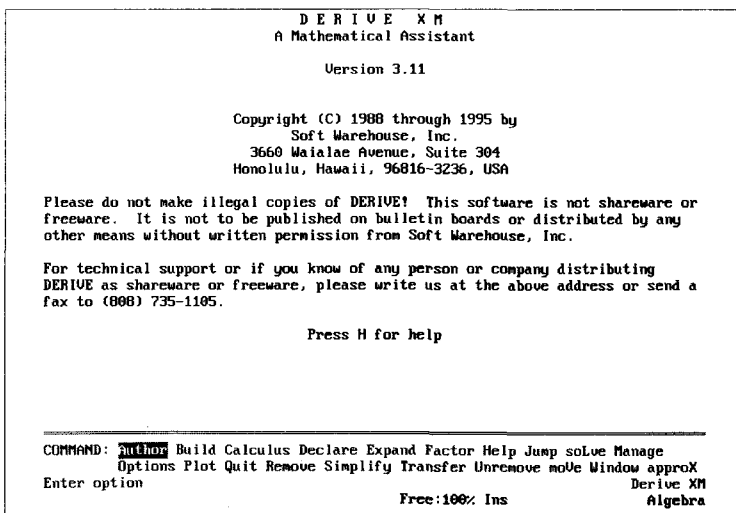 D E R I V E   X M
A Mathematical Assistant
Version 3.11
Copyright (C) 1988 through 1995 by
Soft Warehouse, Inc.
3660 Waialae Avenue, Suite 304
Honolulu, Hawaii, 96816-3236, USA
Please do not make illegal copies of DERIVE!  This software is not shareware or
freeware.  It is not to be published on bulletin boards or distributed by any
other means without written permission from Soft Warehouse, Inc.
For technical support or if you know of any person or company distributing
DERIVE as shareware or freeware, please write us at the above address or send a
fax to (808) 735-1105.
Press H for help
COMMAND: Author Build Calculus Declare Expand Factor Help Jump soLve Manage
Options Plot Quit Remove Simplify Transfer Unremove moVe Window approX
Enter option Derive XM
Free:100% Ins Algebra